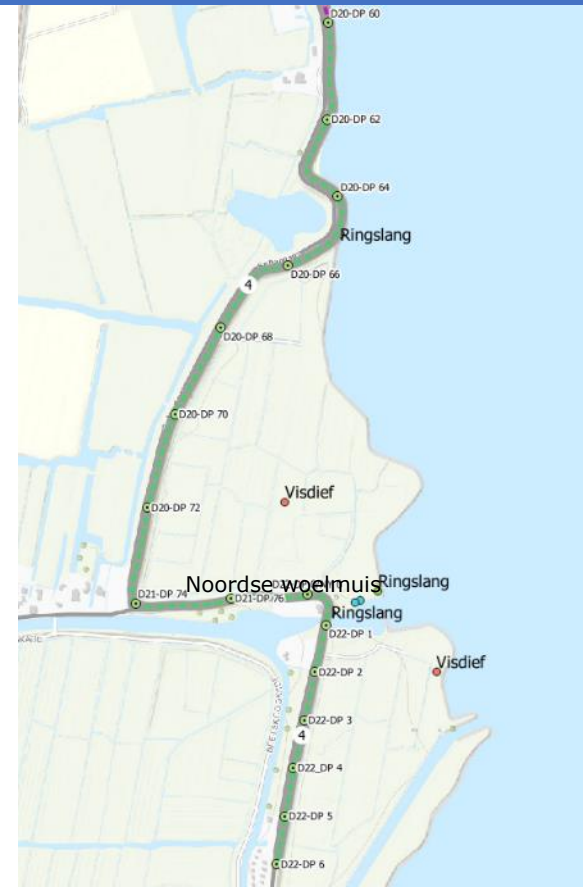 D20-DP 60
D20-DP 62
D20-DP 64
Ringslang
D20-DP 66
4
D20-DP 68
D20-DP 70
Visdief
D20-DP 72
Noordse woelmuis
Ringslang
D21-DP 74
D21-DP 76
Ringslang
D22-DP 1
Visdief
D22-DP 2
D22-DP 3
4
D22_DP 4
D22-DP 5
D22-DP 6